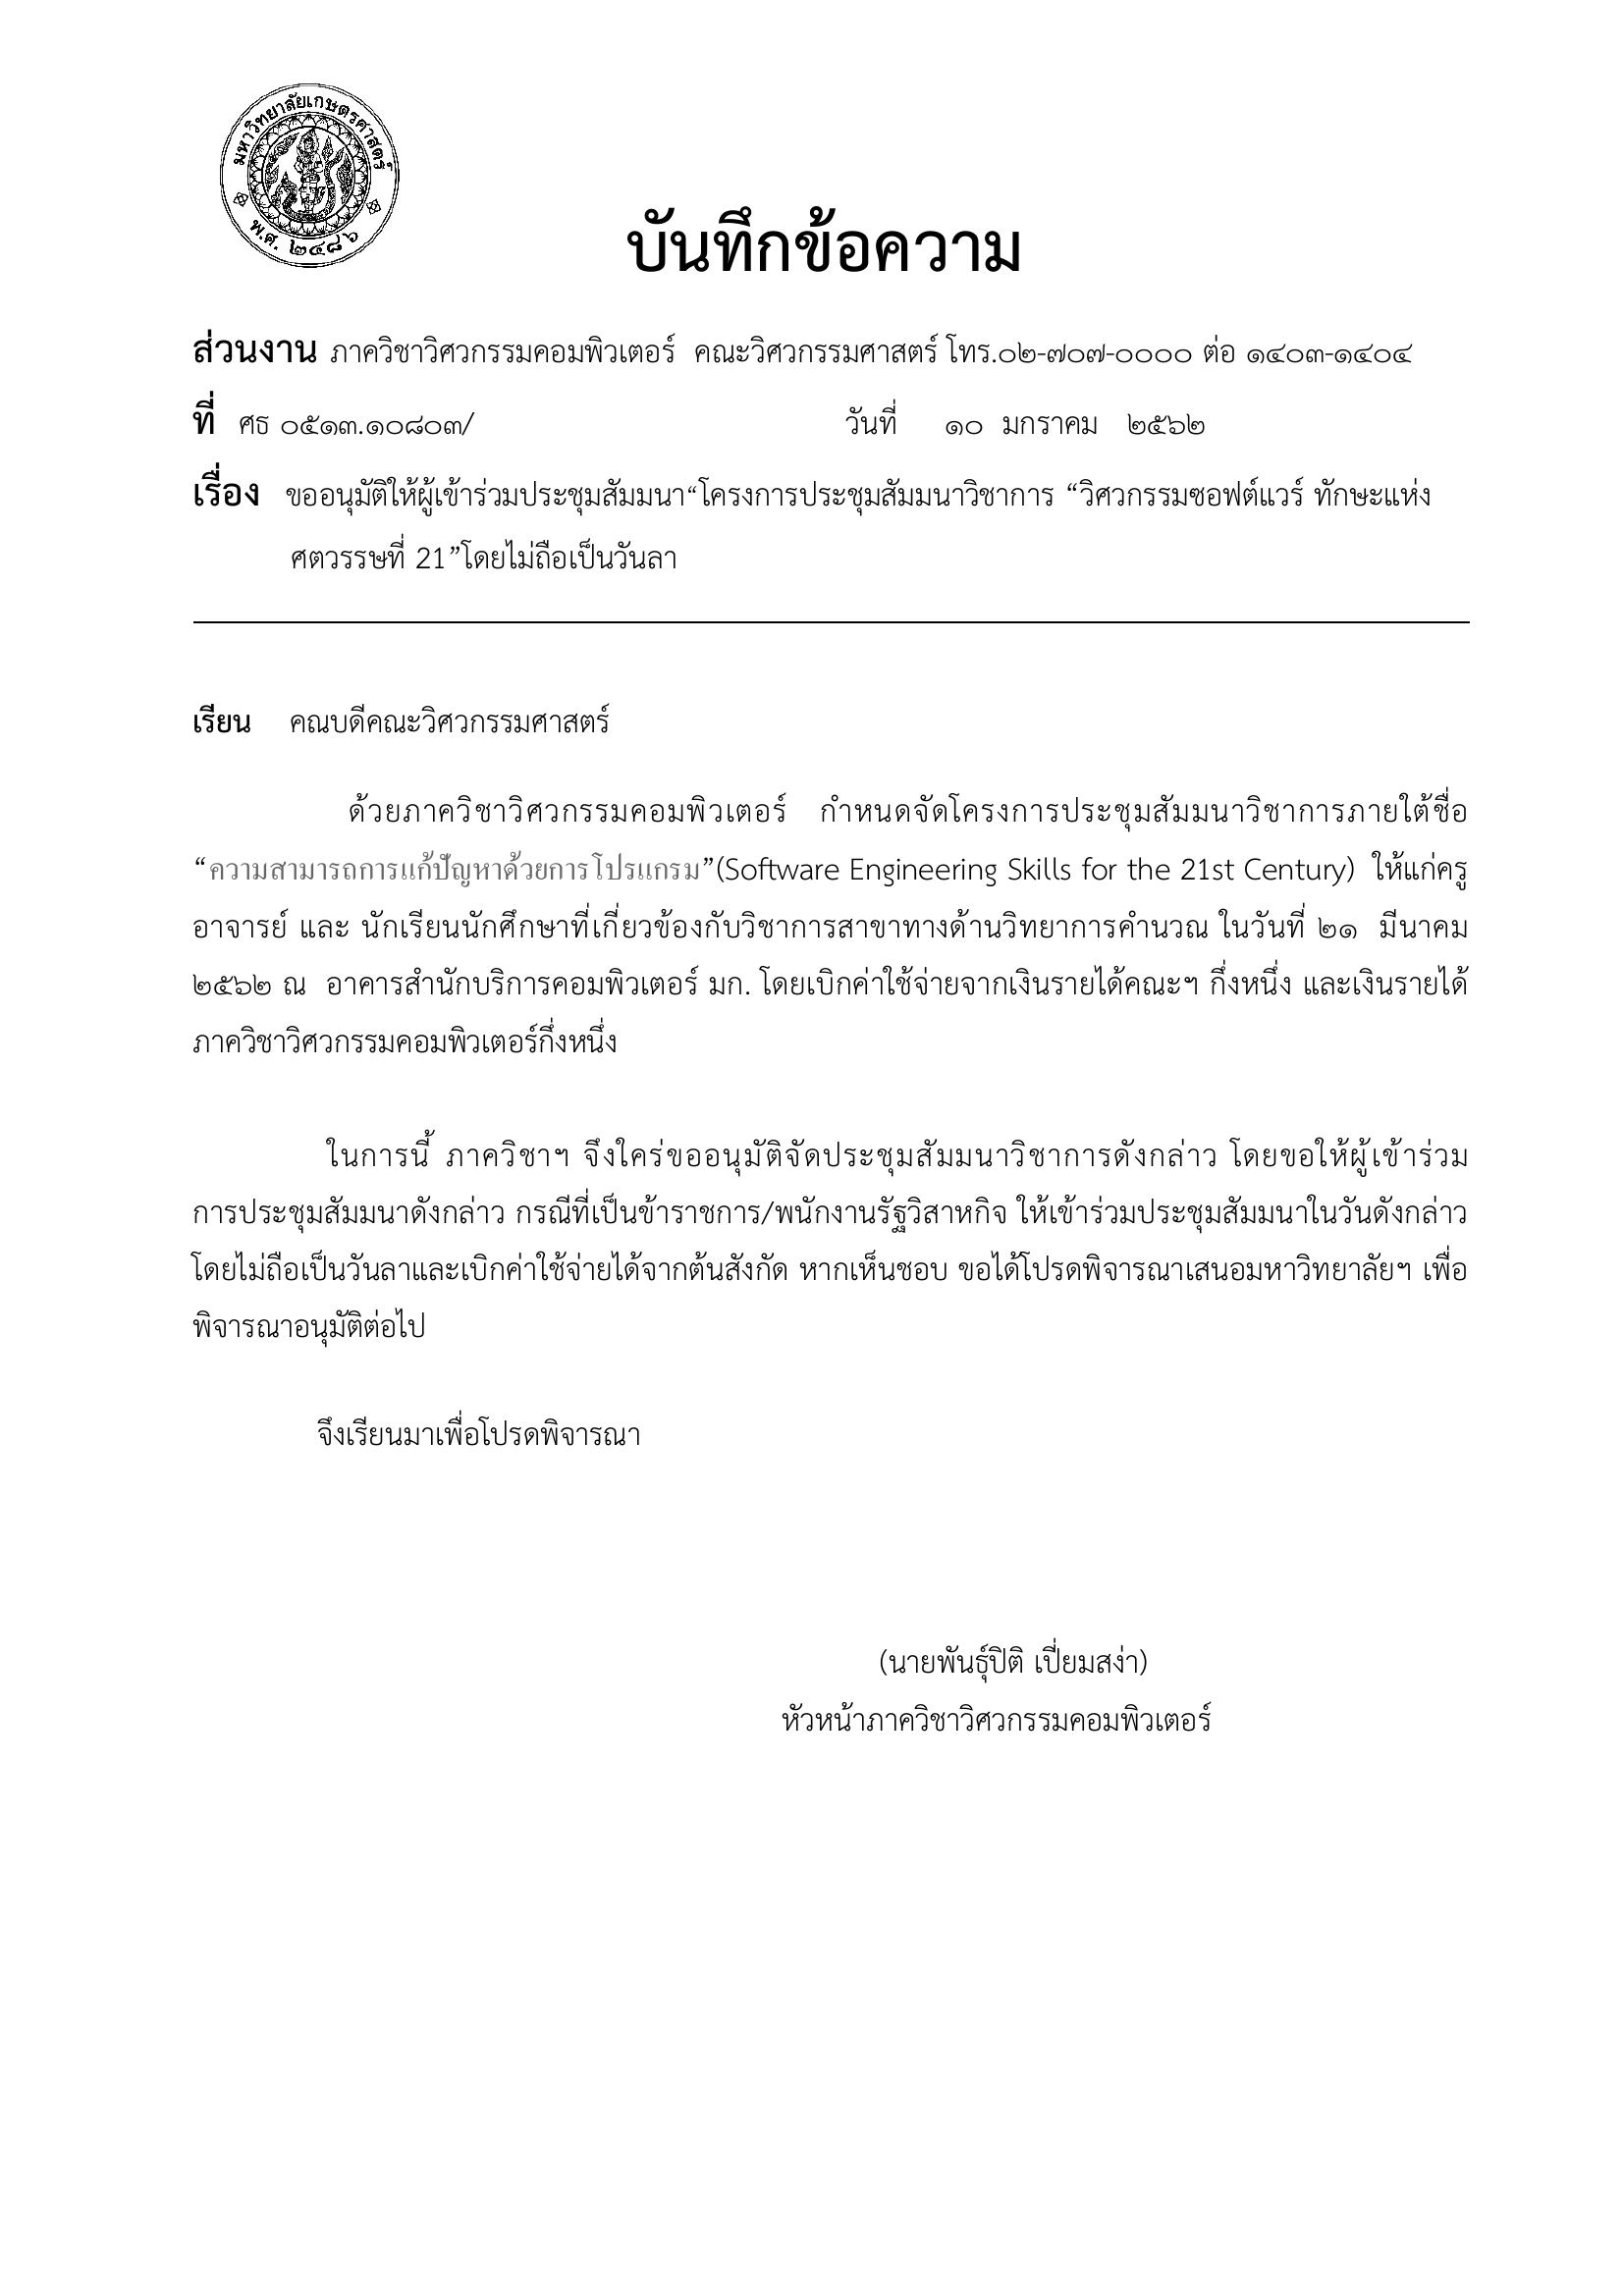 มหาวิทยาลัยเกษตรศาสตร์
พ.ศ. ๒๔๘๖
บันทึกข้อความ
ส่วนงาน ภาควิชาวิศวกรรมคอมพิวเตอร์ คณะวิศวกรรมศาสตร์ โทร.๐๒-๗๐๗-๐๐๐๐ ต่อ ๑๔๐๓-๑๔๐๔
ที่ ศธ ๐๕๑๓.๑๐๘๐๓/ วันที่ ๑๐ มกราคม ๒๕๖๒
เรื่อง ขออนุมัติให้ผู้เข้าร่วมประชุมสัมมนา“โครงการประชุมสัมมนาวิชาการ “วิศวกรรมซอฟต์แวร์ ทักษะแห่ง
ศตวรรษที่ 21”โดยไม่ถือเป็นวันลา
เรียน คณบดีคณะวิศวกรรมศาสตร์
ด้วยภาควิชาวิศวกรรมคอมพิวเตอร์ กำหนดจัดโครงการประชุมสัมมนาวิชาการภายใต้ชื่อ
“ความสามารถการแก้ปัญหาด้วยการโปรแกรม”(Software Engineering Skills for the 21st Century) ให้แก่ครู
อาจารย์ และ นักเรียนนักศึกษาที่เกี่ยวข้องกับวิชาการสาขาทางด้านวิทยาการคำนวณ ในวันที่ ๒๑ มีนาคม
๒๕๖๒ ณ อาคารสำนักบริการคอมพิวเตอร์ มก. โดยเบิกค่าใช้จ่ายจากเงินรายได้คณะฯ กึ่งหนึ่ง และเงินรายได้
ภาควิชาวิศวกรรมคอมพิวเตอร์กึ่งหนึ่ง
ในการนี้ ภาควิชาฯ จึงใคร่ขออนุมัติจัดประชุมสัมมนาวิชาการดังกล่าว โดยขอให้ผู้เข้าร่วม
การประชุมสัมมนาดังกล่าว กรณีที่เป็นข้าราชการ/พนักงานรัฐวิสาหกิจ ให้เข้าร่วมประชุมสัมมนาในวันดังกล่าว
โดยไม่ถือเป็นวันลาและเบิกค่าใช้จ่ายได้จากต้นสังกัด หากเห็นชอบ ขอได้โปรดพิจารณาเสนอมหาวิทยาลัยฯ เพื่อ
พิจารณาอนุมัติต่อไป
จึงเรียนมาเพื่อโปรดพิจารณา
(นายพันธุ์ปิติ เปี่ยมสง่า)
หัวหน้าภาควิชาวิศวกรรมคอมพิวเตอร์